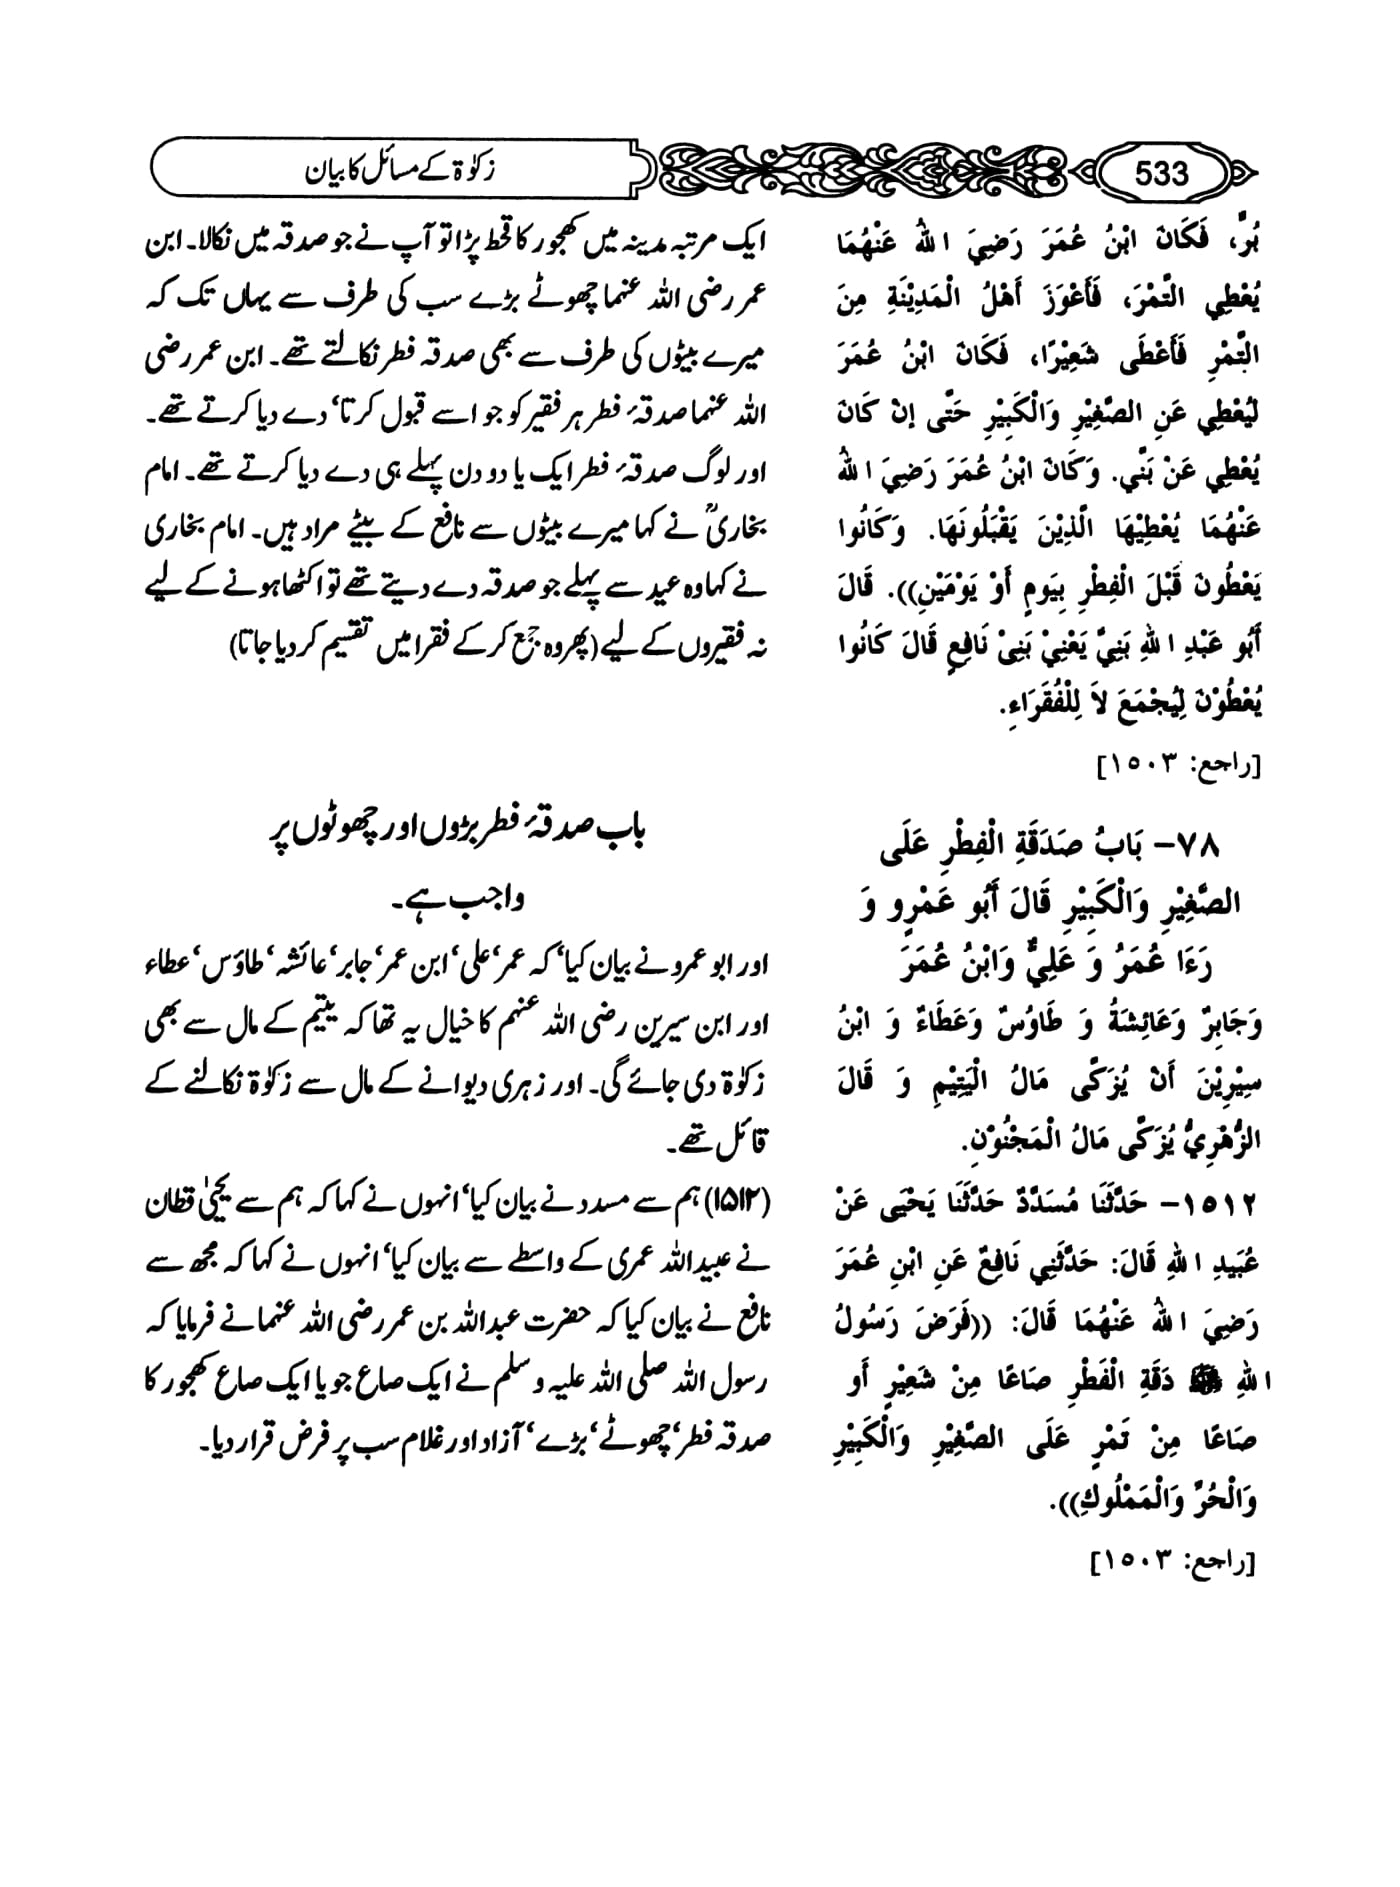 533
زکوٰۃ کے مسائل کا بیان
بُرٍّ، فَكَانَ ابْنُ عُمَرَ رَضِيَ اللهُ عَنْهُمَا
يُعْطِي التَّمْرَ، فَأَعْوَزَ أَهْلُ الْمَدِيْنَةِ مِنَ
التَّمْرِ فَأَعْطَى شَعِيْرًا، فَكَانَ ابْنُ عُمَرَ
لَيُعْطِي عَنِ الصَّغِيْرِ وَالْكَبِيْرِ حَتَّى إِنْ كَانَ
يُعْطِي عَنْ بَنِيَّ. وَكَانَ ابْنُ عُمَرَ رَضِيَ اللهُ
عَنْهُمَا يُعْطِيْهَا الَّذِيْنَ يَقْبَلُونَهَا. وَكَانُوا
يَعْطُونَ قَبْلَ الْفِطْرِ بِيَومٍ أَوْ يَوْمَيْنِ)). قَالَ
أَبُو عَبْدِ اللهِ بَنِيَّ يَعْنِيْ بَنِيْ نَافِعٍ قَالَ كَانُوا
يُعْطُوْنَ لِيُجْمَعَ لاَ لِلْفُقَرَاءِ.
[راجع: ١٥٠٣]
٧٨- بَابُ صَدَقَةِ الْفِطْرِ عَلَى
الصَّغِيْرِ وَالْكَبِيْرِ قَالَ أَبُو عَمْرٍو وَ
رَءَا عُمَرُ وَ عَلِيٌّ وَابْنُ عُمَرَ
وَجَابِرٌ وَعَائِشَةُ وَ طَاوُسٌ وَعَطَاءٌ وَ ابْنُ
سِيْرِيْنَ أَنْ يُزَكَّى مَالُ الْيَتِيْمِ وَ قَالَ
الزُّهْرِيُّ يُزَكَّى مَالُ الْمَجْنُوْنِ.
١٥١٢- حَدَّثَنَا مُسَدَّدٌ حَدَّثَنَا يَحْيَى عَنْ
عُبَيدِ اللهِ قَالَ: حَدَّثَنِي نَافِعٌ عَنِ ابْنِ عُمَرَ
رَضِيَ اللهُ عَنْهُمَا قَالَ: ((فَرَضَ رَسُولُ
اللهِ ﷺ دَقَةِ الْفَطْرِ صَاعًا مِنْ شَعِيْرٍ أَو
صَاعًا مِنْ تَمْرٍ عَلَى الصَّغِيْرِ وَالْكَبِيْرِ
وَالْحُرِّ وَالْمَمْلُوكِ)).
[راجع: ١٥٠٣]
ایک مرتبہ مدینہ میں کھجور کا قحط پڑا تو آپ نے جو صدقہ میں نکالا۔ ابن
عمر رضی اللہ عنما چھوٹے بڑے سب کی طرف سے یہاں تک کہ
میرے بیٹوں کی طرف سے بھی صدقہ فطر نکالتے تھے۔ ابن عمر رضی
اللہ عنما صدقۂ فطر ہر فقیر کو جو اسے قبول کرتا‘ دے دیا کرتے تھے۔
اور لوگ صدقۂ فطر ایک یا دو دن پہلے ہی دے دیا کرتے تھے۔ امام
بخاریؒ نے کہا میرے بیٹوں سے نافع کے بیٹے مراد ہیں۔ امام بخاری
نے کہا وہ عید سے پہلے جو صدقہ دے دیتے تھے تو اکٹھا ہونے کے لیے
نہ فقیروں کے لیے (پھر وہ جمع کر کے فقرا میں تقسیم کر دیا جاتا)
باب صدقۂ فطر بڑوں اور چھوٹوں پر
واجب ہے۔
اور ابو عمرو نے بیان کیا‘ کہ عمر‘ علی‘ ابن عمر‘ جابر‘ عائشہ‘ طاؤس‘ عطاء
اور ابن سیرین رضی اللہ عنہم کا خیال یہ تھا کہ یتیم کے مال سے بھی
زکوٰۃ دی جائے گی۔ اور زہری دیوانے کے مال سے زکوٰۃ نکالنے کے
قائل تھے۔
(۱۵۱۲) ہم سے مسدد نے بیان کیا‘ انہوں نے کہا کہ ہم سے یحییٰ قطان
نے عبیداللہ عمری کے واسطے سے بیان کیا‘ انہوں نے کہا کہ مجھ سے
نافع نے بیان کیا کہ حضرت عبداللہ بن عمر رضی اللہ عنما نے فرمایا کہ
رسول اللہ صلی اللہ علیہ وسلم نے ایک صاع جو یا ایک صاع کھجور کا
صدقہ فطر‘ چھوٹے‘ بڑے‘ آزاد اور غلام سب پر فرض قرار دیا۔